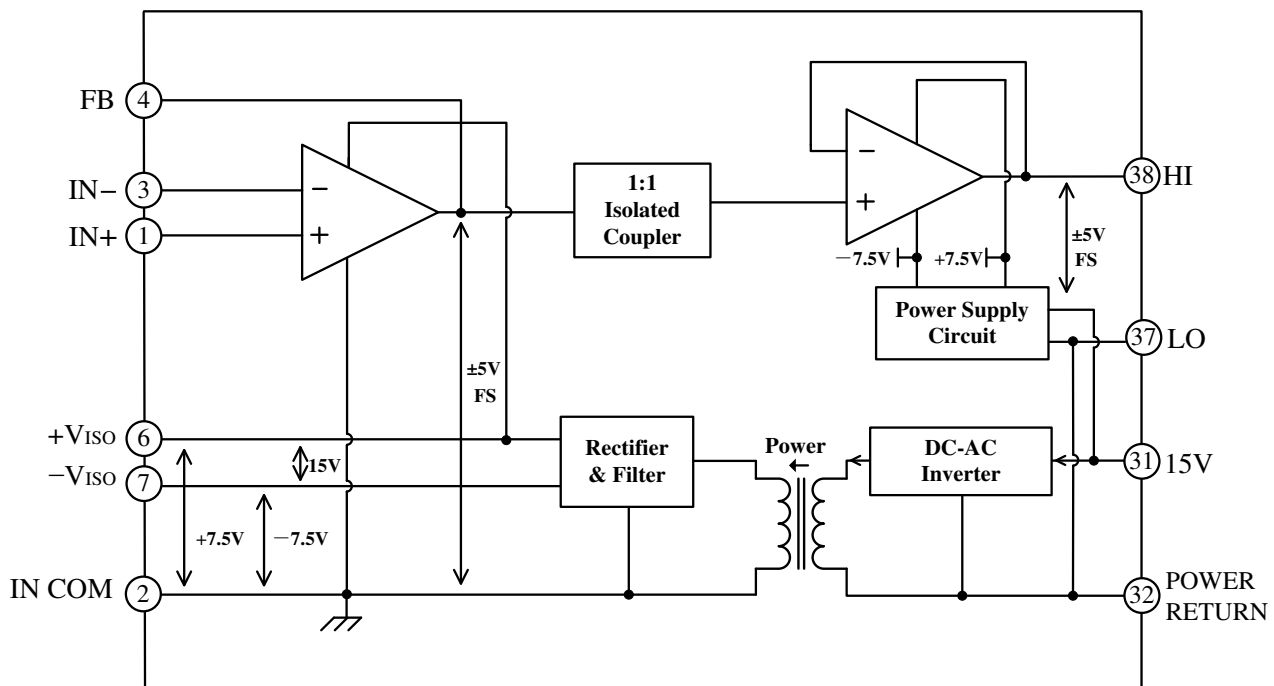 FB
4
IN−
3
IN+
1
−
+
1:1
Isolated
Coupler
−
+
38
HI
−7.5V
+7.5V
±5V
FS
Power Supply
Circuit
37
LO
±5V
FS
+VISO
6
−VISO
7
15V
Rectifier
& Filter
Power
DC-AC
Inverter
31
15V
+7.5V
−7.5V
IN COM
2
32
POWER
RETURN